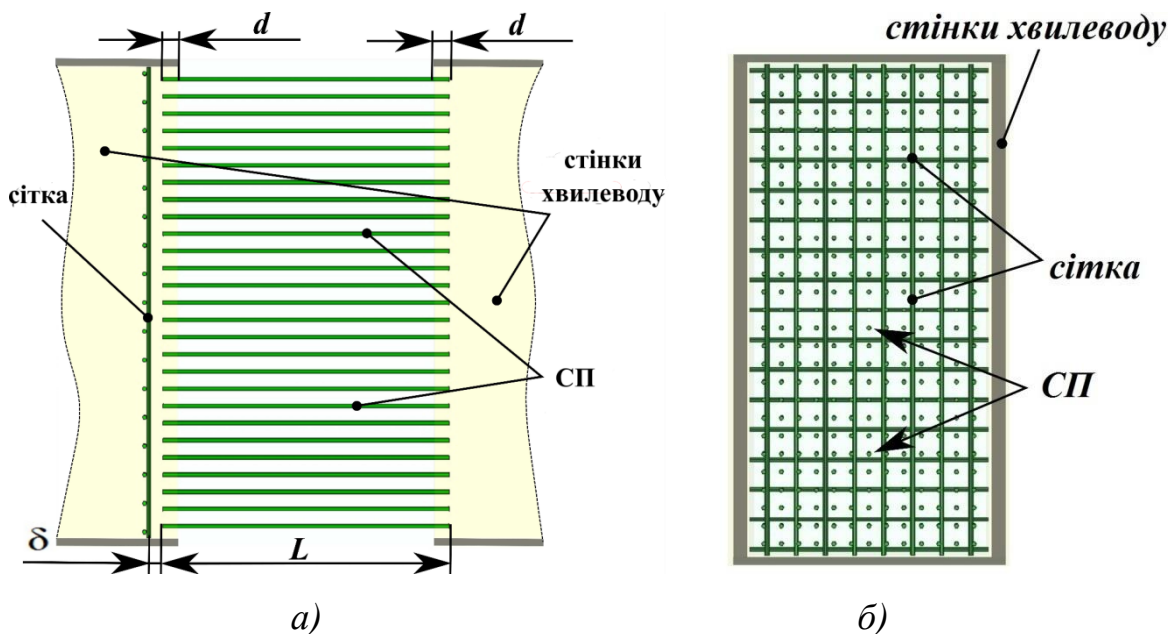 d
d
стінки хвилеводу
сітка
стінки
хвилеводу
сітка
СП
СП
δ
L
а)
б)